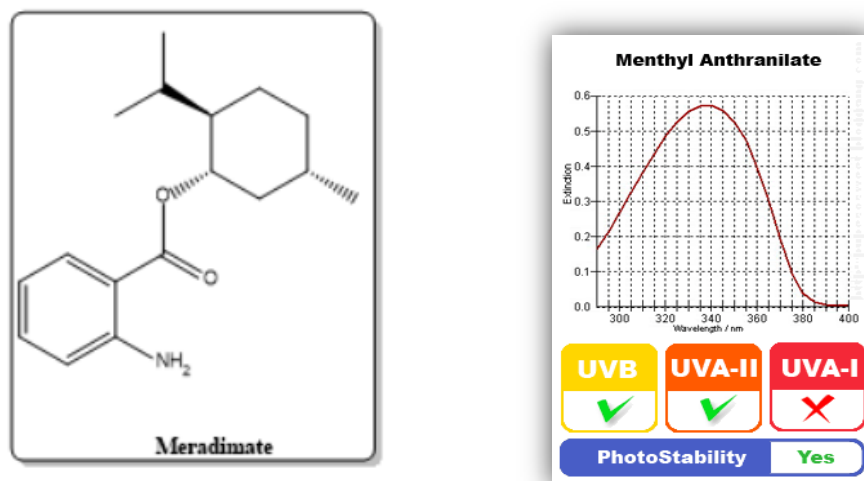 O
O
NH2
Meradimate
Menthyl Anthranilate
0.6
0.5
0.4
0.3
0.2
0.1
0.0
Extinction
300 320 340 360 380 400
Wavelength / nm
UVB UVA-II UVA-I
PhotoStability Yes